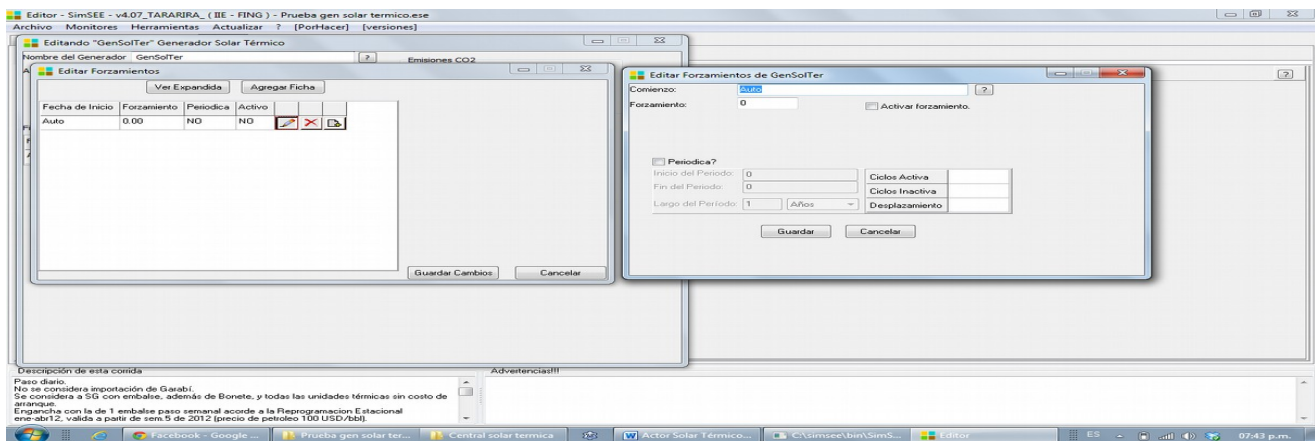 Editor - SimSEE - v4.07_TARARIRA_ ( IIE - FING ) - Prueba gen solar termico.ese
Archivo Monitores Herramientas Actualizar ? [PorHacer] [versiones]
Editando "GenSolTer" Generador Solar Térmico
Nombre del Generador GenSolTer ? Emisiones CO2
Editar Forzamientos
Ver Expandida Agregar Ficha
Fecha de Inicio Forzamiento Periodica Activo
Auto 0.00 NO NO
Guardar Cambios Cancelar
Editar Forzamientos de GenSolTer
Comienzo: Auto ?
Forzamiento: 0 Activar forzamiento.
Periodica?
Inicio del Periodo: 0 Ciclos Activa
Fin del Periodo: 0 Ciclos Inactiva
Largo del Período: 1 Años Desplazamiento
Guardar Cancelar
?
Descripción de esta corrida Advertencias!!!
Paso diario.
No se considera importación de Garabí.
Se considera a SG con embalse, además de Bonete, y todas las unidades térmicas sin costo de
arranque.
Engancha con la de 1 embalse paso semanal acorde a la Reprogramacion Estacional
ene-abr12, valida a partir de sem.5 de 2012 (precio de petroleo 100 USD/bbl).
Facebook - Google ... Prueba gen solar ter... Central solar termica Actor Solar Térmico... C:\simsee\bin\SimS... Editor ES 07:43 p.m.